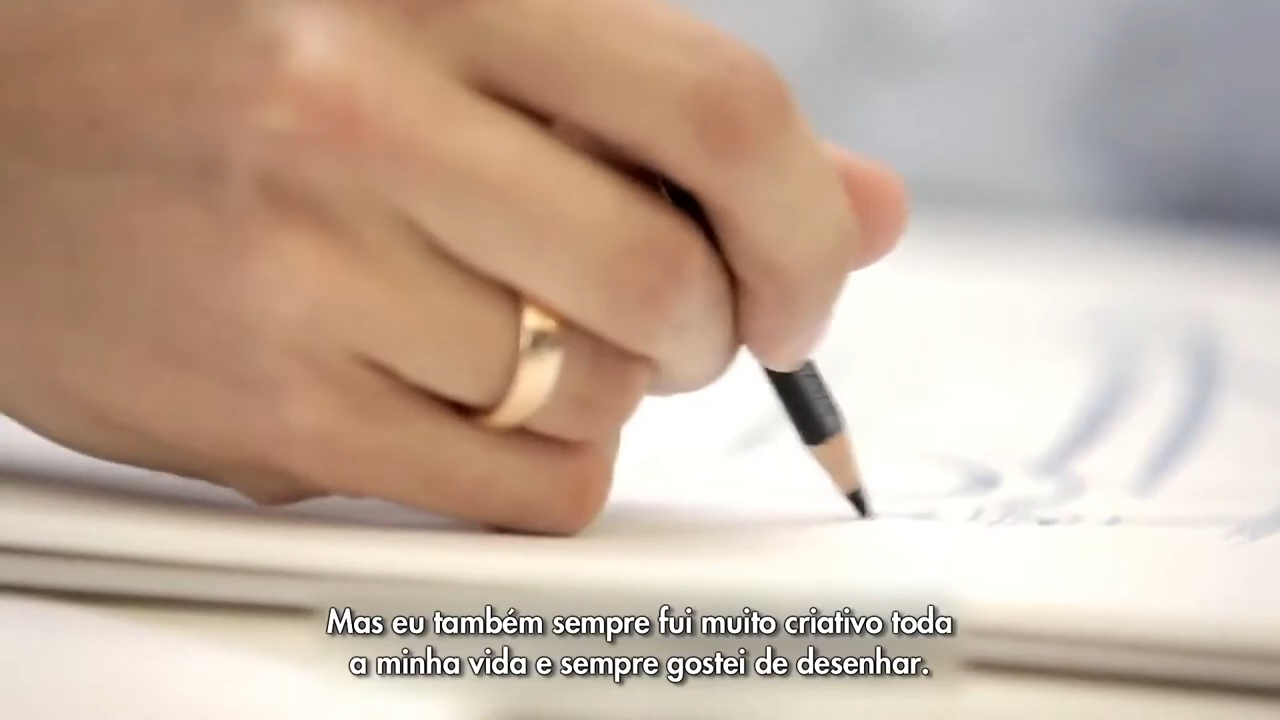 Mas eu também sempre fui muito criativo toda
a minha vida e sempre gostei de desenhar.